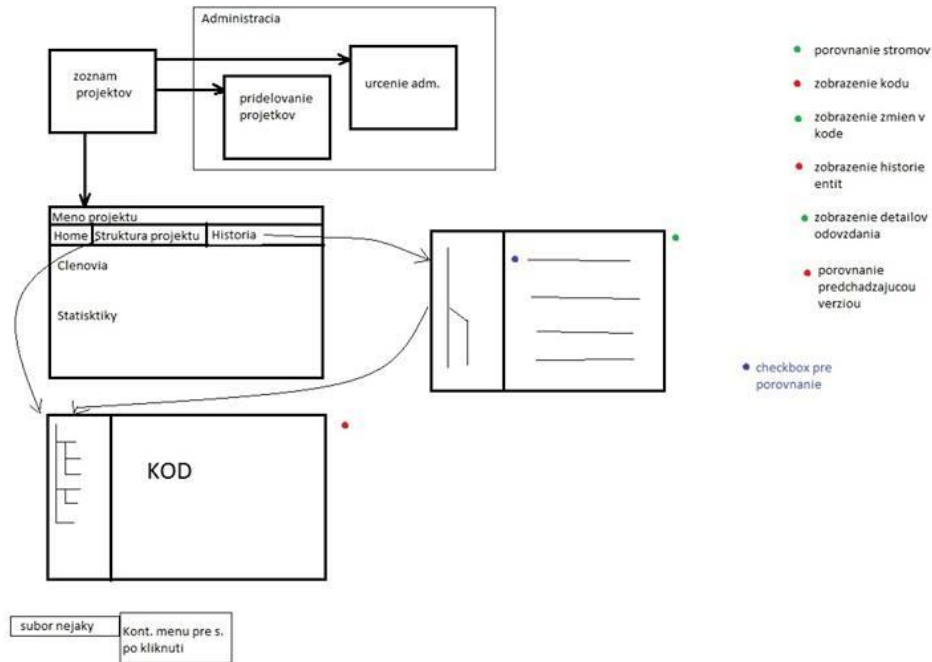 Administracia
zoznam
projektov
urcenie adm.
pridelovanie
projetkov
Meno projektu
Home
Struktura projektu
Historia
Clenovia
Statisktiky
KOD
subor nejaky
Kont. menu pre s.
po kliknuti
porovnanie stromov
zobrazenie kodu
zobrazenie zmien v
kode
zobrazenie historie
entit
zobrazenie detailov
odovzdania
porovnanie
predchadzajucou
verziou
checkbox pre
porovnanie